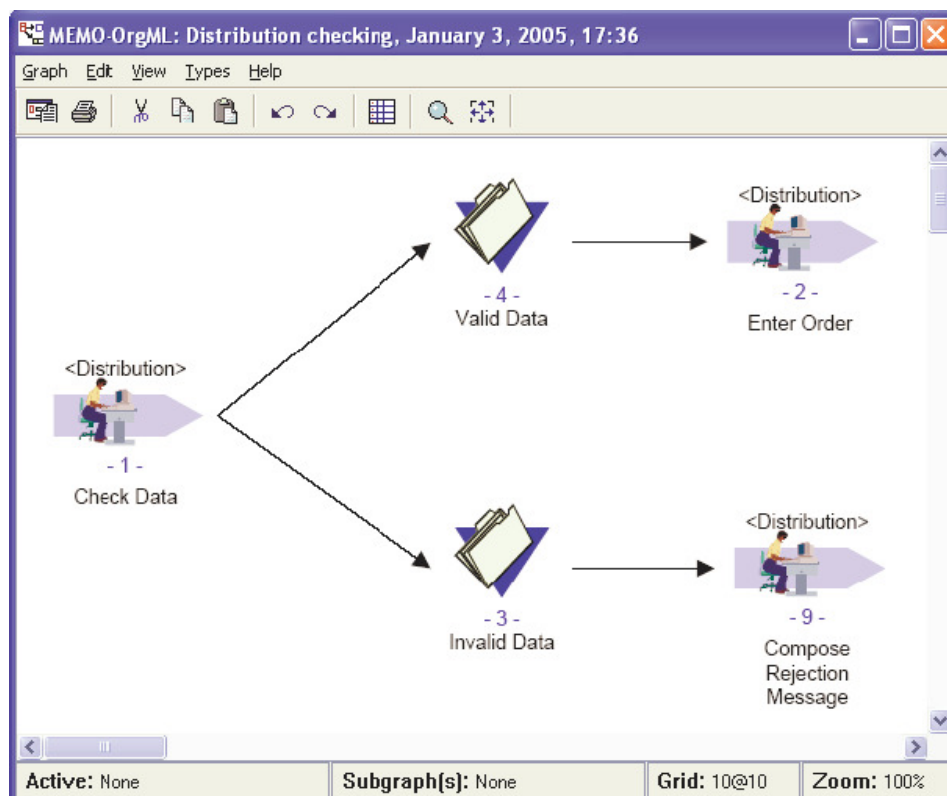 MEMO-OrgML: Distribution checking, January 3, 2005, 17:36
Graph Edit View Types Help
<Distribution>
- 4 -
Valid Data
- 2 -
Enter Order
<Distribution>
- 1 -
Check Data
<Distribution>
- 3 -
Invalid Data
- 9 -
Compose
Rejection
Message
Active: None Subgraph(s): None Grid: 10@10 Zoom: 100%